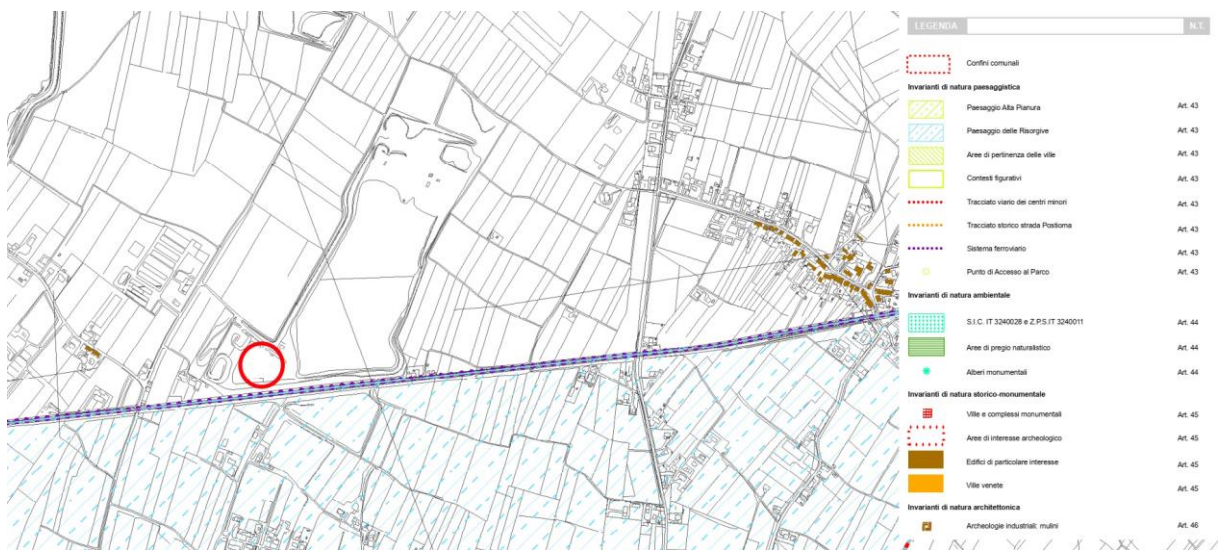 LEGENDA N.T.
Confini comunali
Invarianti di natura paesaggistica
Paesaggio Alta Pianura Art. 43
Paesaggio delle Risorgive Art. 43
Aree di pertinenza delle ville Art. 43
Contesti figurativi Art. 43
Tracciato viario dei centri minori Art. 43
Tracciato storico strada Postioma Art. 43
Sistema ferroviario Art. 43
Punto di Accesso al Parco Art. 43
Invarianti di natura ambientale
S.I.C. IT 3240028 e Z.P.S.IT 3240011 Art. 44
Aree di pregio naturalistico Art. 44
Alberi monumentali Art. 44
Invarianti di natura storico-monumentale
Ville e complessi monumentali Art. 45
Aree di interesse archeologico Art. 45
Edifici di particolare interesse Art. 45
Ville venete Art. 45
Invarianti di natura architettonica
Archeologie industriali: mulini Art. 46